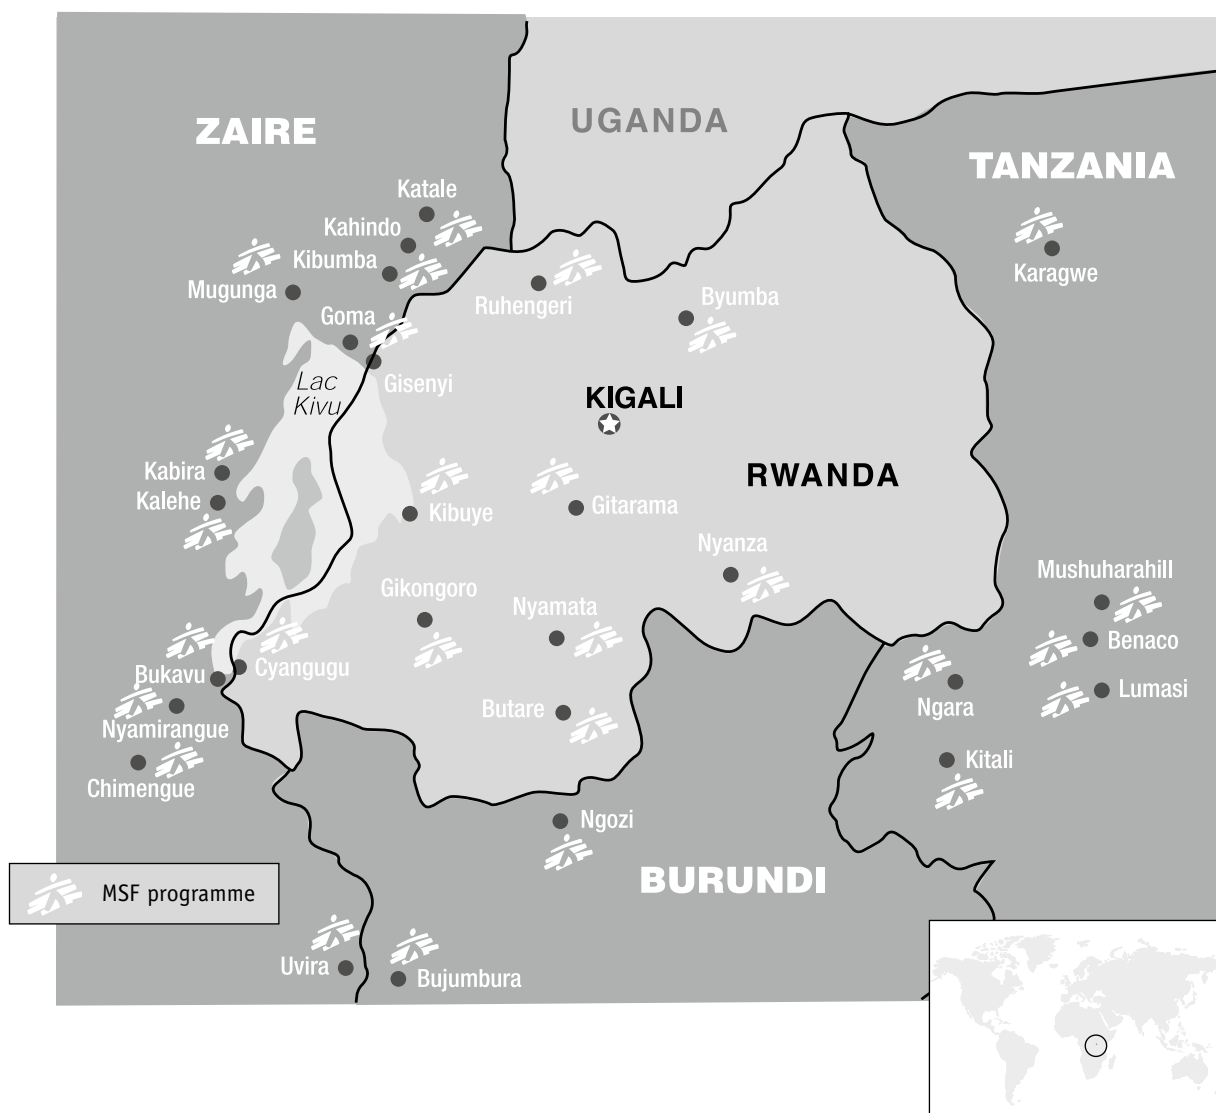 UGANDA
ZAIRE
TANZANIA
Katale
Kahindo
Kibumba
Karagwe
Mugunga
Ruhengeri
Byumba
Goma
Gisenyi
Lac
Kivu
KIGALI
Kabira
RWANDA
Kalehe
Kibuye
Gitarama
Nyanza
Mushuharahill
Gikongoro
Nyamata
Benaco
Cyangugu
Bukavu
Lumasi
Ngara
Butare
Nyamirangue
Kitali
Chimengue
Ngozi
BURUNDI
MSF programme
Uvira
Bujumbura